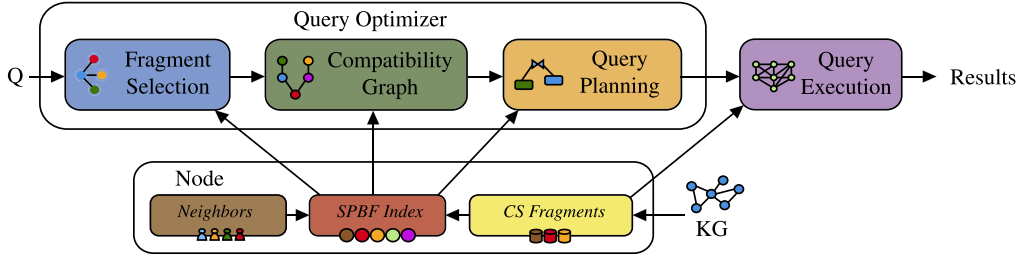 Query Optimizer
Q
Fragment
Selection
Compatibility
Graph
Query
Planning
Query
Execution
Results
Node
Neighbors
SPBF Index
CS Fragments
KG